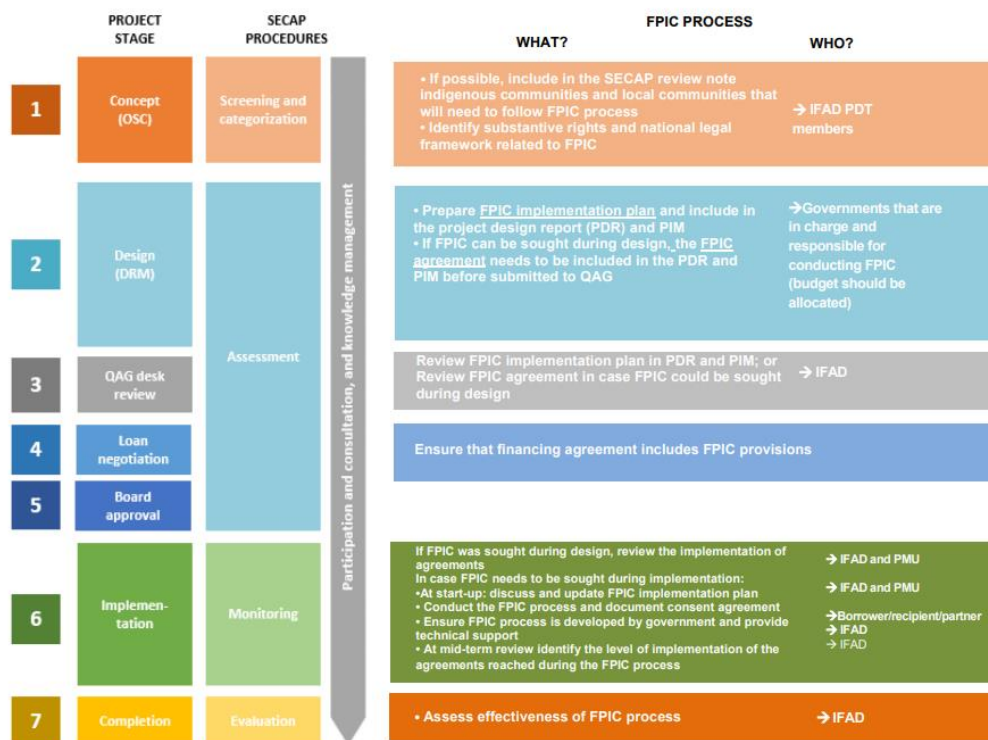 PROJECT
STAGE
SECAP
PROCEDURES
FPIC PROCESS
WHAT?
WHO?
1
Concept
(OSC)
Screening and
categorization
• If possible, include in the SECAP review note
indigenous communities and local communities that
will need to follow FPIC process
• Identify substantive rights and national legal
framework related to FPIC
→ IFAD PDT
members
Participation and consultation, and knowledge management
2
Design
(DRM)
Assessment
• Prepare FPIC implementation plan and include in
the project design report (PDR) and PIM
• If FPIC can be sought during design, the FPIC
agreement needs to be included in the PDR and
PIM before submitted to QAG
→Governments that are
in charge and
responsible for
conducting FPIC
(budget should be
allocated)
3
QAG desk
review
Review FPIC implementation plan in PDR and PIM; or
Review FPIC agreement in case FPIC could be sought
during design
→ IFAD
4
Loan
negotiation
Ensure that financing agreement includes FPIC provisions
5
Board
approval
6
Implemen-
tation
Monitoring
If FPIC was sought during design, review the implementation of
agreements
In case FPIC needs to be sought during implementation:
•At start-up: discuss and update FPIC implementation plan
• Conduct the FPIC process and document consent agreement
• Ensure FPIC process is developed by government and provide
technical support
• At mid-term review identify the level of implementation of the
agreements reached during the FPIC process
→ IFAD and PMU
→ IFAD and PMU
→Borrower/recipient/partner
→ IFAD
→ IFAD
7
Completion
Evaluation
• Assess effectiveness of FPIC process
→ IFAD